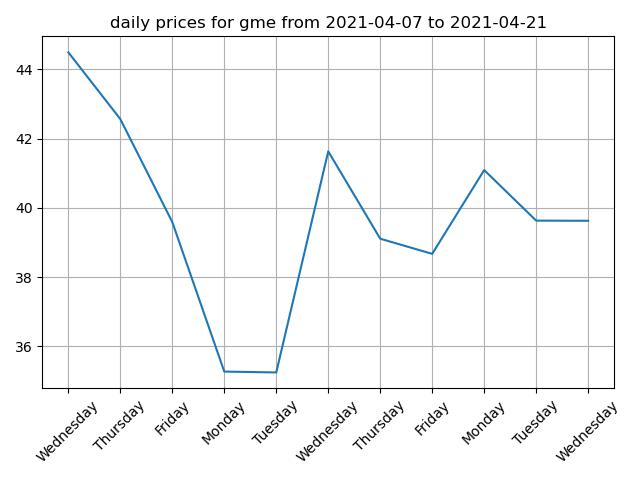 daily prices for gme from 2021-04-07 to 2021-04-21
44
42
40
38
36
Wednesday
Thursday
Friday
Monday
Tuesday
Wednesday
Thursday
Friday
Monday
Tuesday
Wednesday